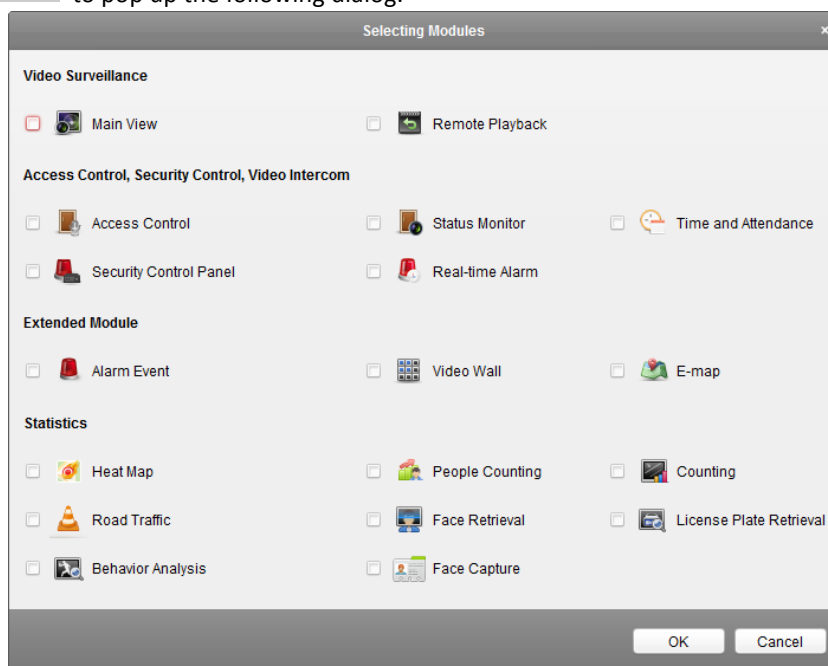 to pop up the following dialog.
Selecting Modules ×
Video Surveillance
Main View Remote Playback
Access Control, Security Control, Video Intercom
Access Control Status Monitor Time and Attendance
Security Control Panel Real-time Alarm
Extended Module
Alarm Event Video Wall E-map
Statistics
Heat Map People Counting Counting
Road Traffic Face Retrieval License Plate Retrieval
Behavior Analysis Face Capture
OK Cancel